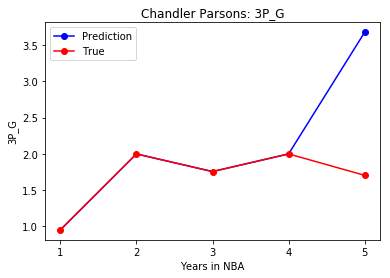 Chandler Parsons: 3P_G
Prediction
True
3P_G
3.5
3.0
2.5
2.0
1.5
1.0
1 2 3 4 5
Years in NBA